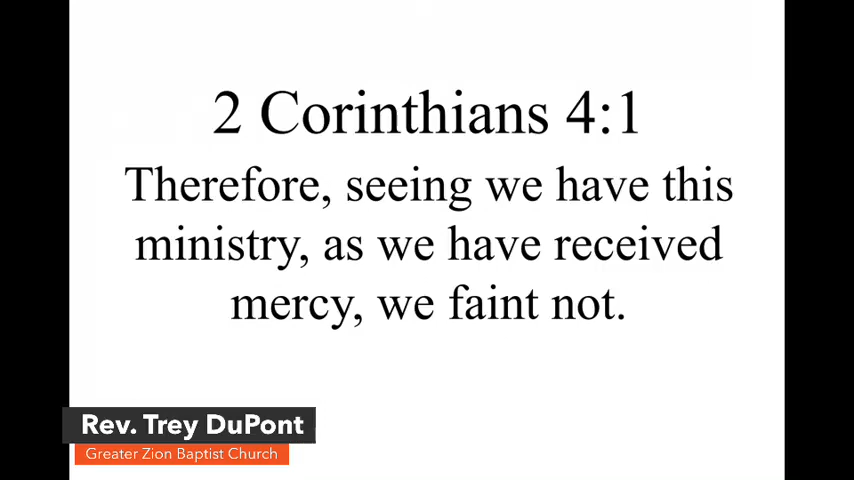 2 Corinthians 4:1
Therefore, seeing we have this
ministry, as we have received
mercy, we faint not.
Rev. Trey DuPont
Greater Zion Baptist Church